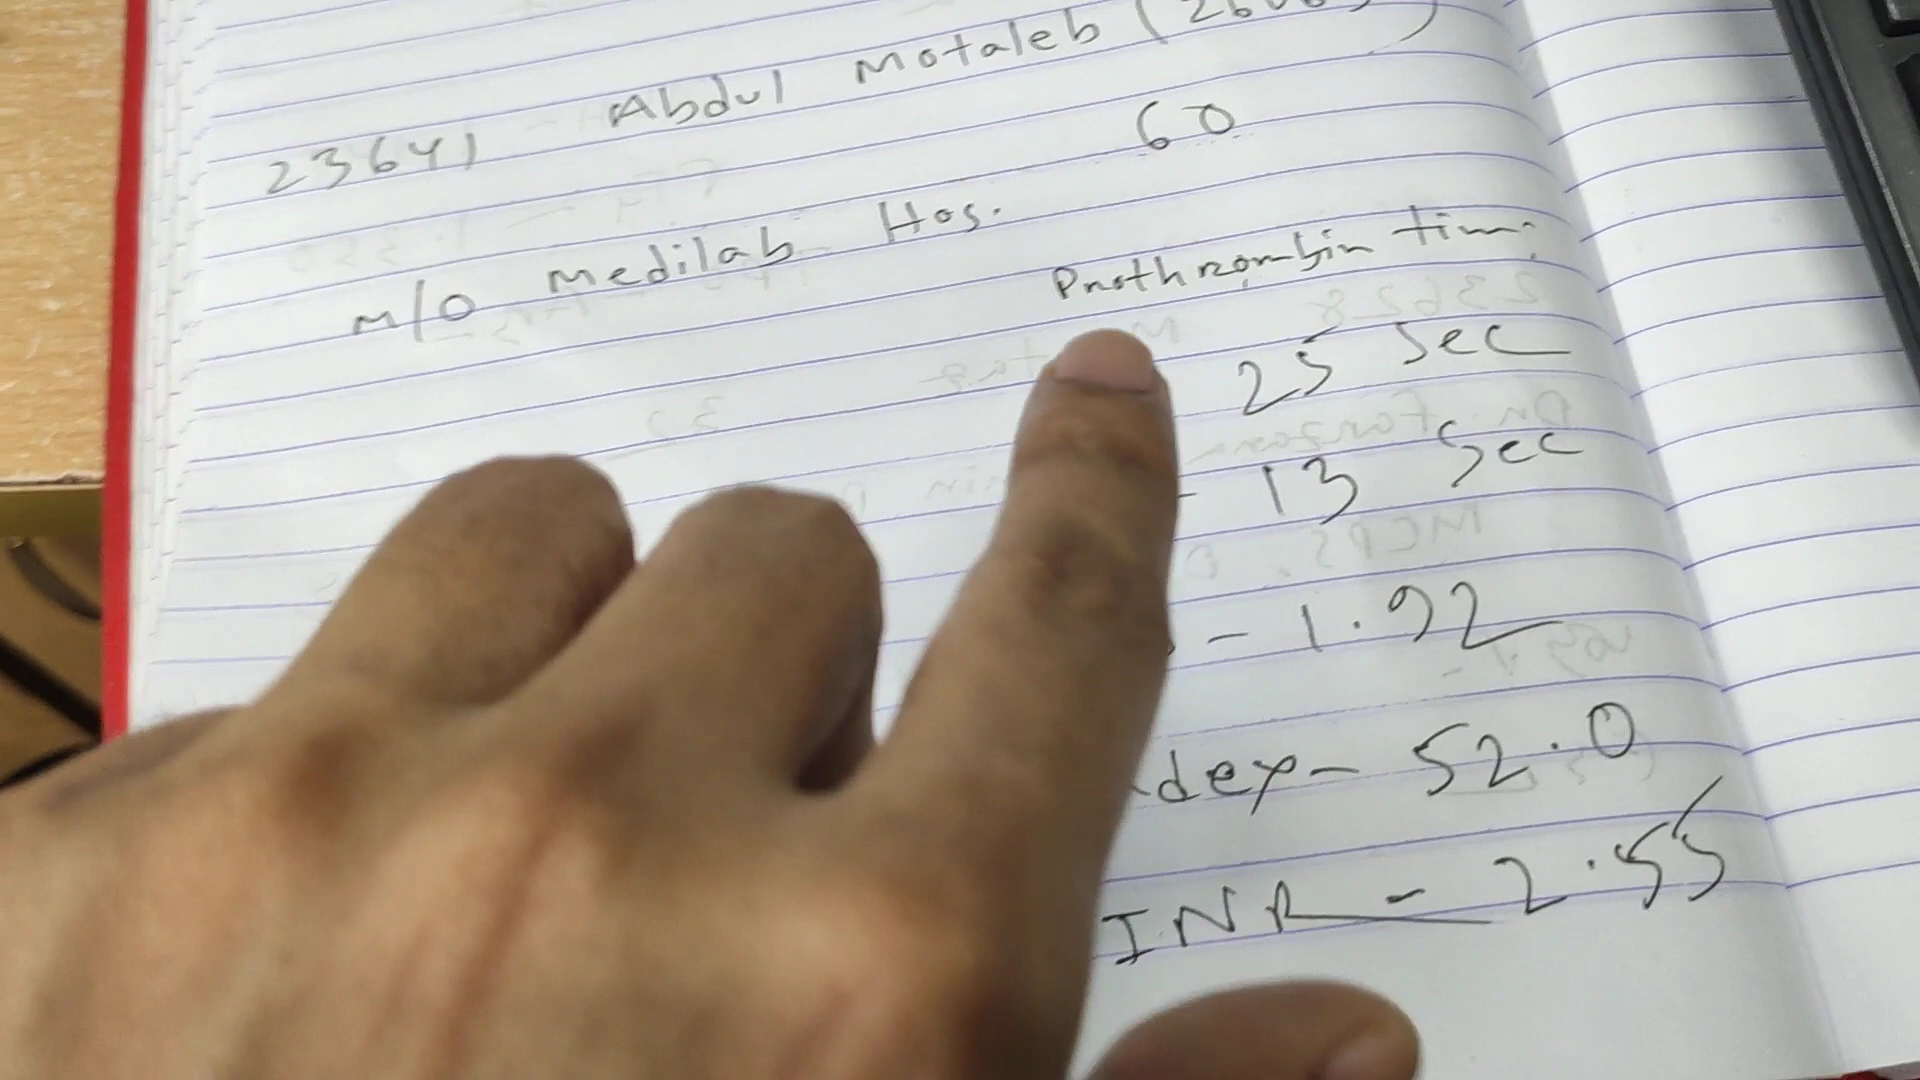 23641 Abdul Motaleb (
60
M/O Medilab Hos.
Prothrombin time
25 Sec
- 13 Sec
- 1.92
dex - 52.0
INR - 2.55